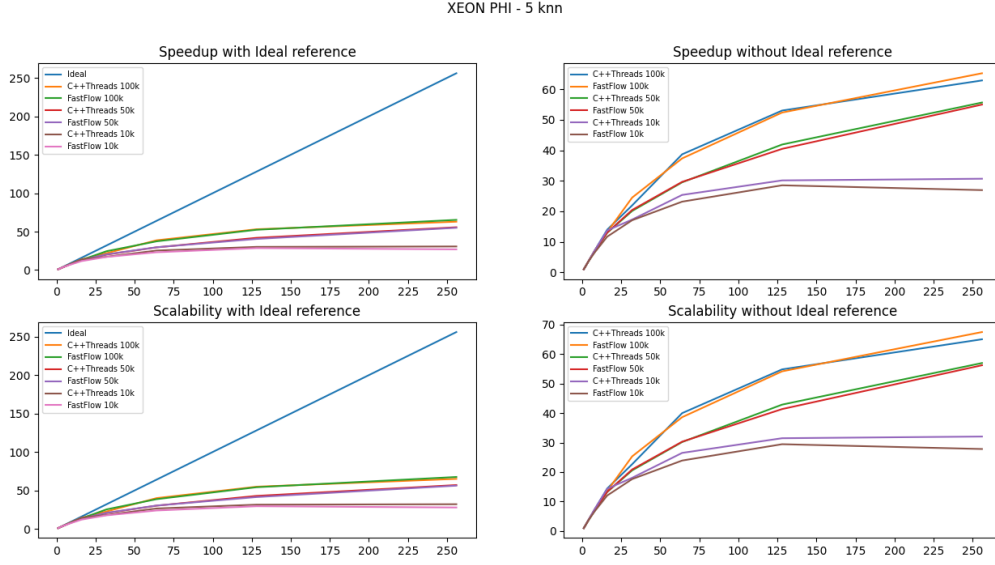 XEON PHI - 5 knn
Speedup with Ideal reference
250
200
150
100
50
0
Ideal
C++Threads 100k
FastFlow 100k
C++Threads 50k
FastFlow 50k
C++Threads 10k
FastFlow 10k
0 25 50 75 100 125 150 175 200 225 250
Speedup without Ideal reference
60
50
40
30
20
10
0
C++Threads 100k
FastFlow 100k
C++Threads 50k
FastFlow 50k
C++Threads 10k
FastFlow 10k
0 25 50 75 100 125 150 175 200 225 250
Scalability with Ideal reference
250
200
150
100
50
0
Ideal
C++Threads 100k
FastFlow 100k
C++Threads 50k
FastFlow 50k
C++Threads 10k
FastFlow 10k
0 25 50 75 100 125 150 175 200 225 250
Scalability without Ideal reference
70
60
50
40
30
20
10
0
C++Threads 100k
FastFlow 100k
C++Threads 50k
FastFlow 50k
C++Threads 10k
FastFlow 10k
0 25 50 75 100 125 150 175 200 225 250